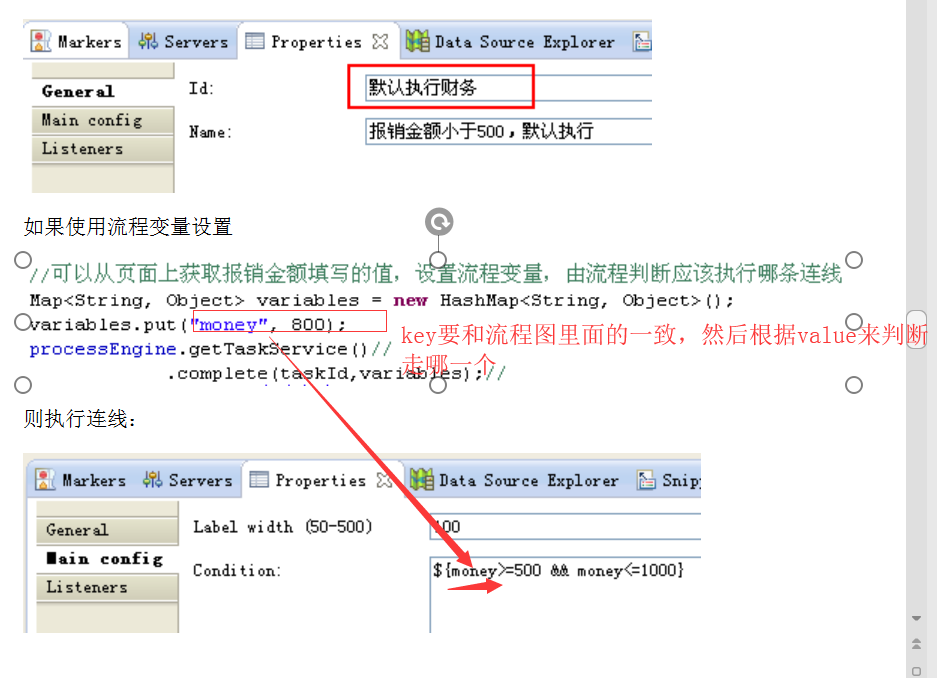 Markers Servers Properties Data Source Explorer
General
Id:
默认执行财务
Main config
Name:
报销金额小于500，默认执行
Listeners
如果使用流程变量设置
//可以从页面上获取报销金额填写的值，设置流程变量，由流程判断应该执行哪条连线
Map<String, Object> variables = new HashMap<String, Object>();
variables.put("money", 800);
key要和流程图里面的一致，然后根据value来判断
走哪一个
processEngine.getTaskService()//
.complete(taskId,variables);//
则执行连线：
Markers Servers Properties Data Source Explorer Snip
General
Label width (50-500)
100
Main config
Condition:
${money>=500 && money<=1000}
Listeners